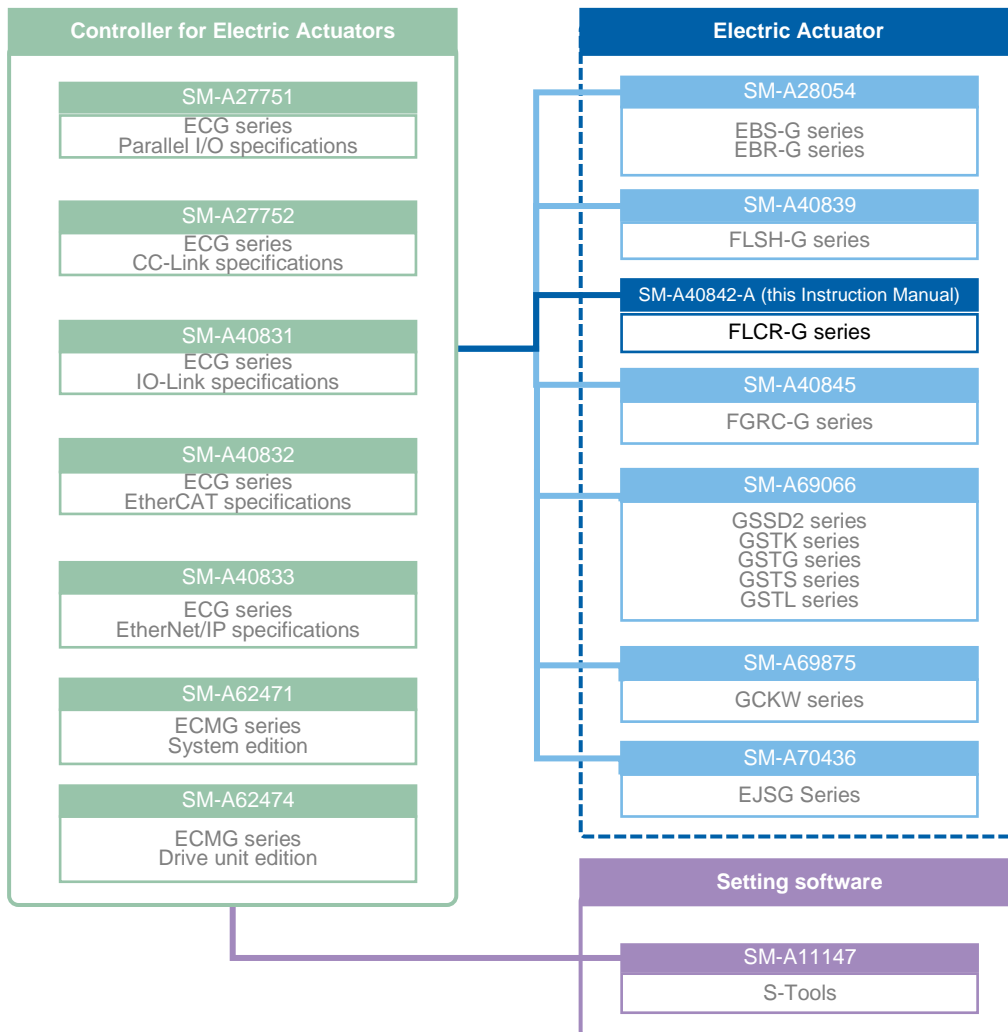 Controller for Electric Actuators
SM-A27751
ECG series
Parallel I/O specifications
SM-A27752
ECG series
CC-Link specifications
SM-A40831
ECG series
IO-Link specifications
SM-A40832
ECG series
EtherCAT specifications
SM-A40833
ECG series
EtherNet/IP specifications
SM-A62471
ECMG series
System edition
SM-A62474
ECMG series
Drive unit edition
Electric Actuator
SM-A28054
EBS-G series
EBR-G series
SM-A40839
FLSH-G series
SM-A40842-A (this Instruction Manual)
FLCR-G series
SM-A40845
FGRC-G series
SM-A69066
GSSD2 series
GSTK series
GSTG series
GSTS series
GSTL series
SM-A69875
GCKW series
SM-A70436
EJSG Series
Setting software
SM-A11147
S-Tools